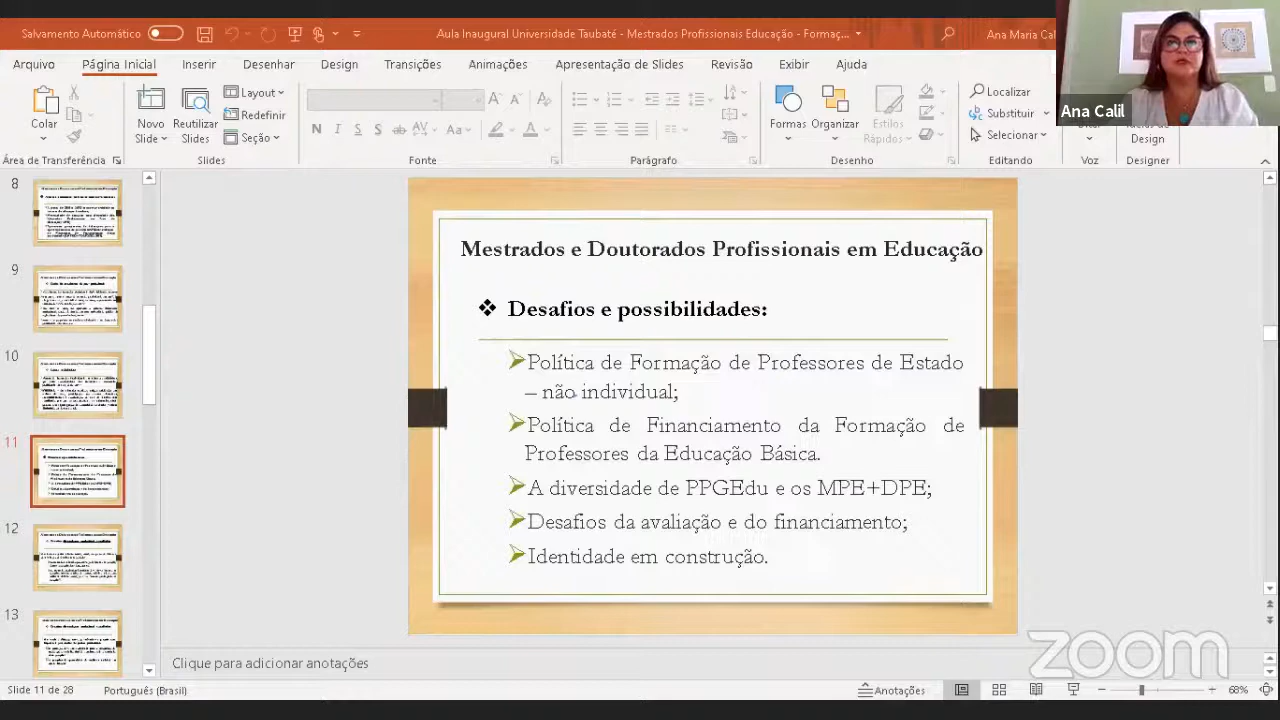 Salvamento Automático
Aula Inaugural Universidade Taubaté - Mestrados Profissionais Educação - Formaç...
Ana Maria Cal
Arquivo
Página Inicial
Inserir
Desenhar
Design
Transições
Animações
Apresentação de Slides
Revisão
Exibir
Ajuda
Colar
Novo Slide
Reutilizar Slides
Layout
Redefinir
Seção
Formas
Organizar
Estilos Rápidos
Localizar
Substituir
Selecionar
Ana Calil
Design
Área de Transferência
Slides
Fonte
Parágrafo
Desenho
Editando
Voz
Designer
8
9
10
11
12
13
Mestrados e Doutorados Profissionais em Educação
❖ Desafios e possibilidades:
Política de Formação de Professores de Estado
– não individual;
Política de Financiamento da Formação de
Professores da Educação Básica.
A diversidade de e os MPE+DPE;
Desafios da avaliação e do financiamento;
Identidade em construção.
Clique adicionar anotações
zoom
Slide 11 de 28
Português (Brasil)
Anotações
68%